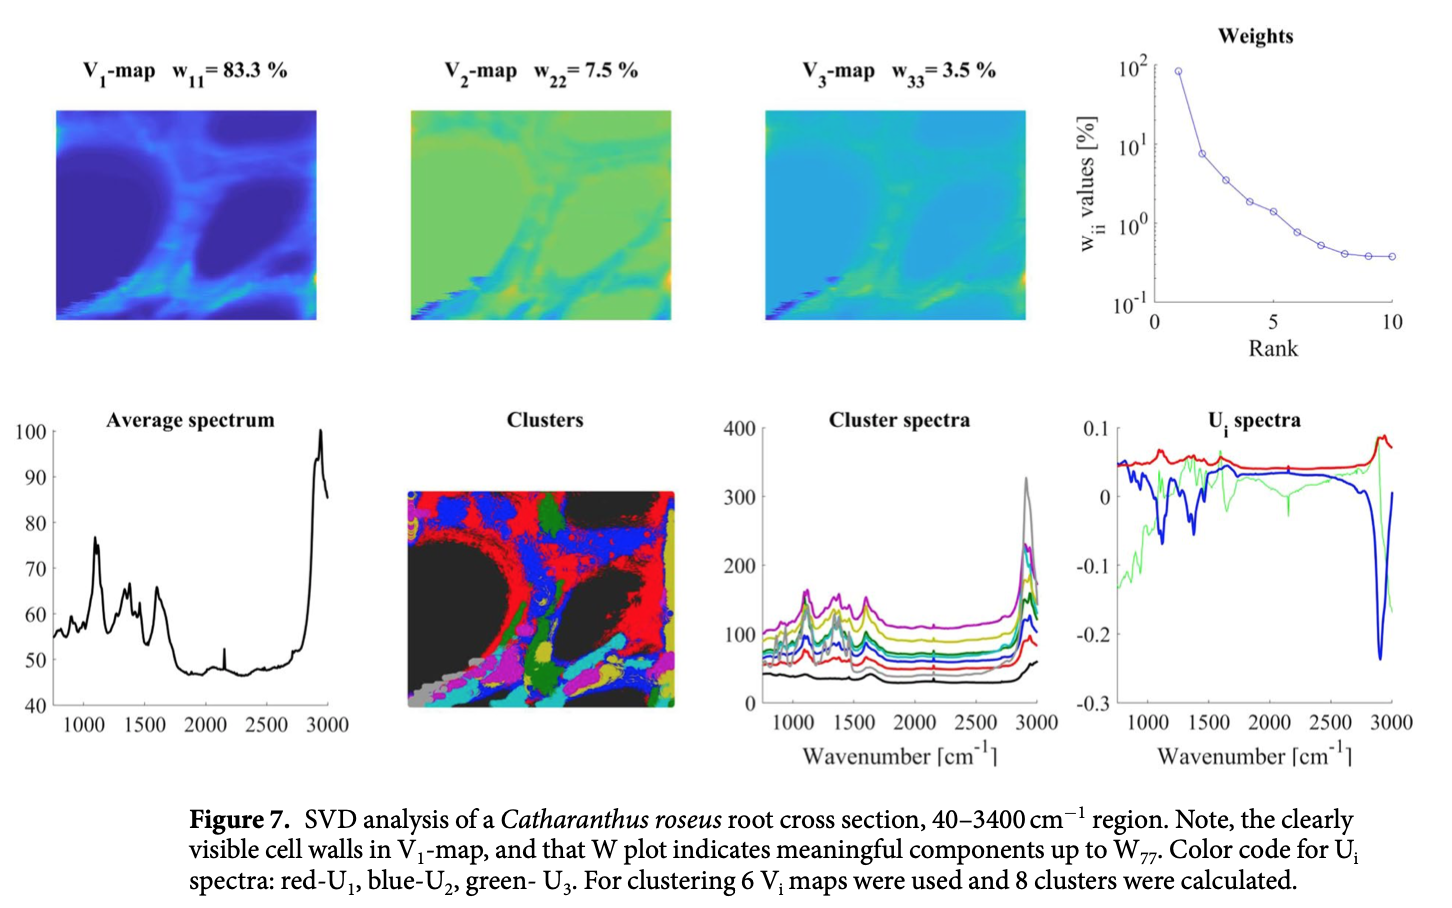 V1-map w11= 83.3 %
V2-map w22= 7.5 %
V3-map w33= 3.5 %
Weights
10^2
10^1
10^0
10^-1
wii values [%]
0 5 10
Rank
Average spectrum
100
90
80
70
60
50
40
1000 1500 2000 2500 3000
Clusters
Cluster spectra
400
300
200
100
0
1000 1500 2000 2500 3000
Wavenumber [cm^-1]
Ui spectra
0.1
0
-0.1
-0.2
-0.3
1000 1500 2000 2500 3000
Wavenumber [cm^-1]
Figure 7. SVD analysis of a Catharanthus roseus root cross section, 40–3400 cm−1 region. Note, the clearly
visible cell walls in V1-map, and that W plot indicates meaningful components up to W77. Color code for Ui
spectra: red-U1, blue-U2, green- U3. For clustering 6 Vi maps were used and 8 clusters were calculated.